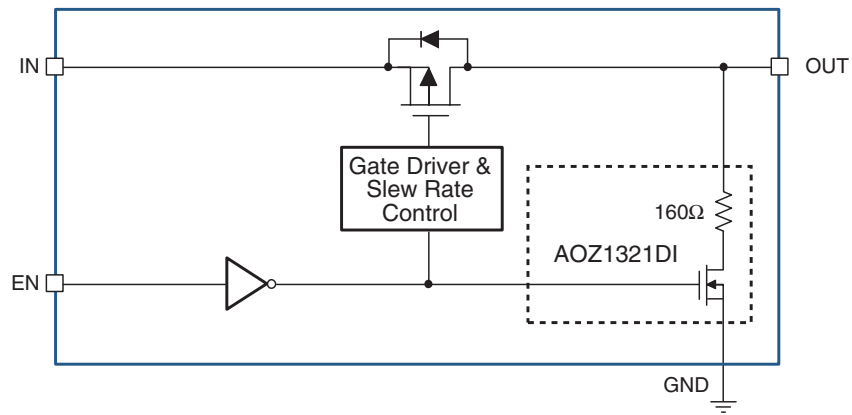 IN
OUT
Gate Driver &
Slew Rate
Control
160Ω
AOZ1321DI
EN
GND